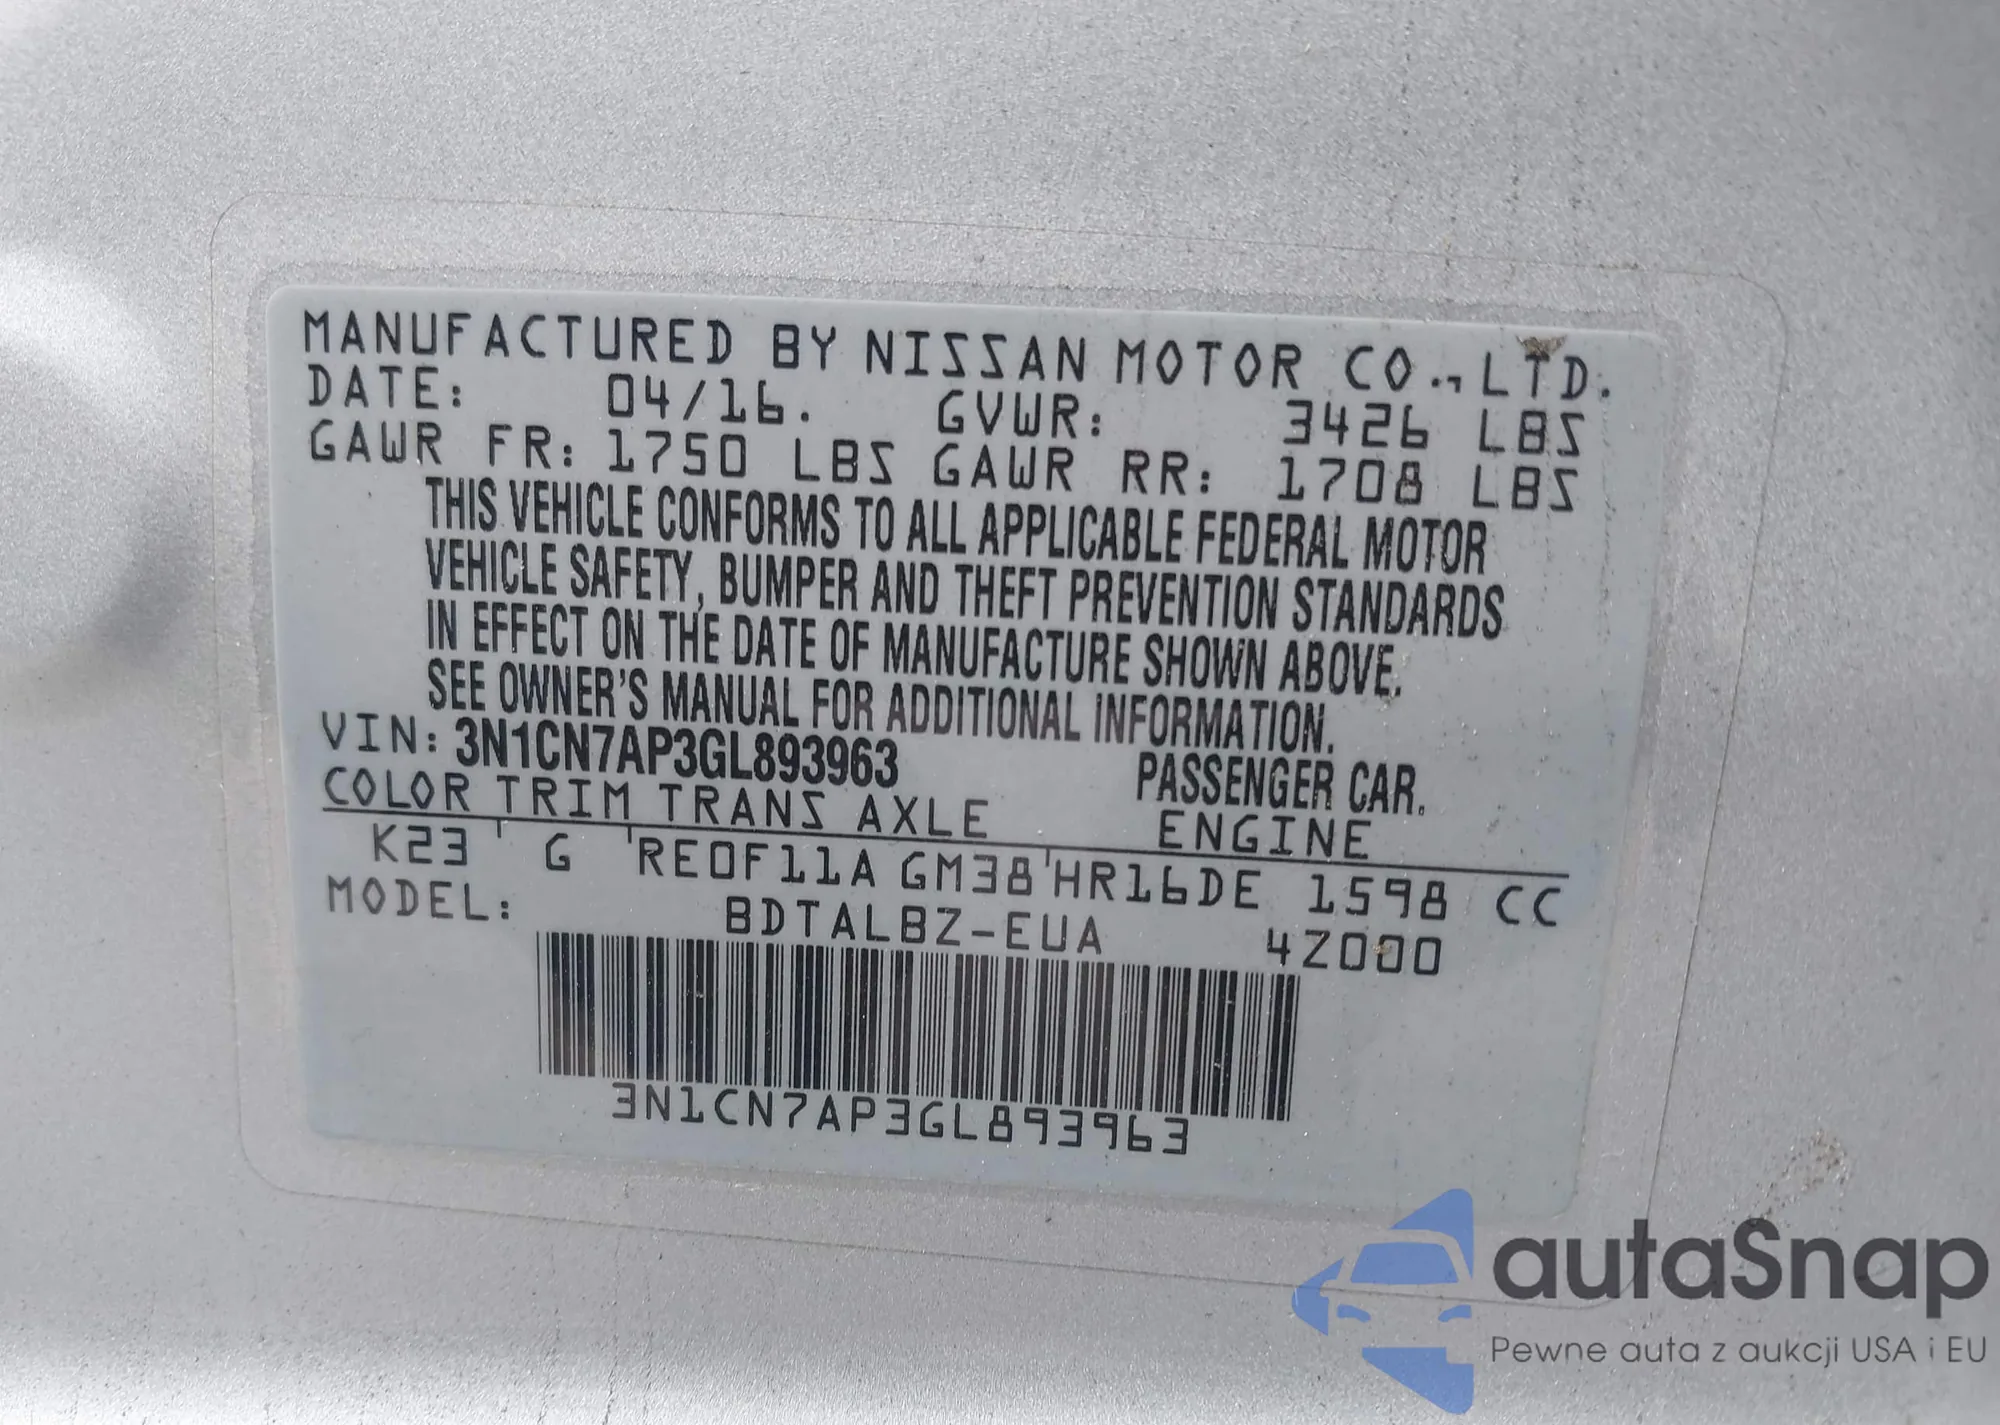 MANUFACTURED BY NISSAN MOTOR CO., LTD.
DATE: 04/16. GVWR: 3426 LBS
GAWR FR: 1750 LBS GAWR RR: 1708 LBS
THIS VEHICLE CONFORMS TO ALL APPLICABLE FEDERAL MOTOR
VEHICLE SAFETY, BUMPER AND THEFT PREVENTION STANDARDS
IN EFFECT ON THE DATE OF MANUFACTURE SHOWN ABOVE.
SEE OWNER'S MANUAL FOR ADDITIONAL INFORMATION.
VIN: 3N1CN7AP3GL893963 PASSENGER CAR.
COLOR TRIM TRANS AXLE ENGINE
K23 G RE0F11A GM38 HR16DE 1598 CC
MODEL: BDTALBZ-EUA 4Z000
3N1CN7AP3GL893963
autaSnap
Pewne auta z aukcji USA i EU